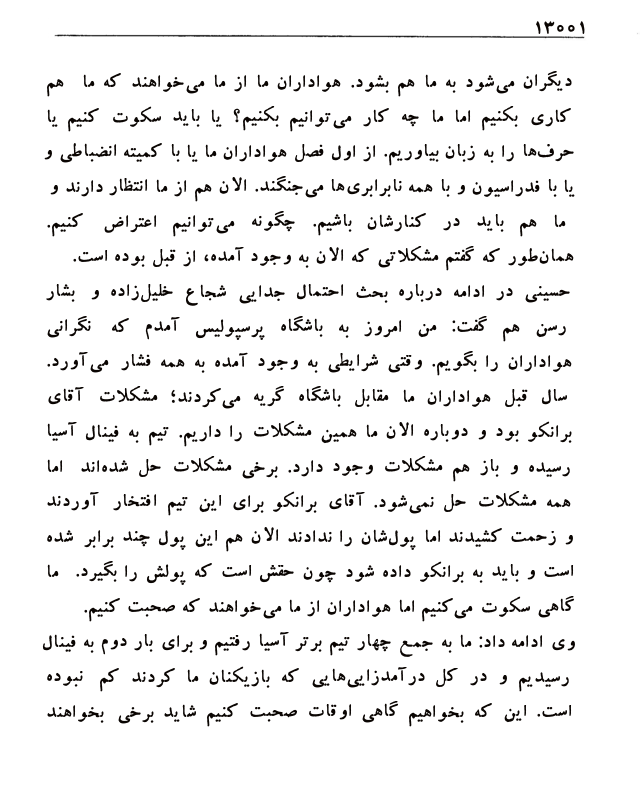 ۱۳۰۰۱
دیگران می‌شود به ما هم بشود. هواداران ما از ما می‌خواهند که ما هم
کاری بکنیم اما ما چه کار می‌توانیم بکنیم؟ یا باید سکوت کنیم یا
حرف‌ها را به زبان بیاوریم. از اول فصل هواداران ما یا با کمیته انضباطی و
یا با فدراسیون و با همه نابرابری‌ها می‌جنگند. الان هم از ما انتظار دارند و
ما هم باید در کنارشان باشیم. چگونه می‌توانیم اعتراض کنیم.
همان‌طور که گفتم مشکلاتی که الان به وجود آمده، از قبل بوده است.
حسینی در ادامه درباره بحث احتمال جدایی شجاع خلیل‌زاده و بشار
رسن هم گفت: من امروز به باشگاه پرسپولیس آمدم که نگرانی
هواداران را بگویم. وقتی شرایطی به وجود آمده به همه فشار می‌آورد.
سال قبل هواداران ما مقابل باشگاه گریه می‌کردند؛ مشکلات آقای
برانکو بود و دوباره الان ما همین مشکلات را داریم. تیم به فینال آسیا
رسیده و باز هم مشکلات وجود دارد. برخی مشکلات حل شده‌اند اما
همه مشکلات حل نمی‌شود. آقای برانکو برای این تیم افتخار آوردند
و زحمت کشیدند اما پول‌شان را ندادند الان هم این پول چند برابر شده
است و باید به برانکو داده شود چون حقش است که پولش را بگیرد. ما
گاهی سکوت می‌کنیم اما هواداران از ما می‌خواهند که صحبت کنیم.
وی ادامه داد: ما به جمع چهار تیم برتر آسیا رفتیم و برای بار دوم به فینال
رسیدیم و در کل درآمدزایی‌هایی که بازیکنان ما کردند کم نبوده
است. این که بخواهیم گاهی اوقات صحبت کنیم شاید برخی بخواهند